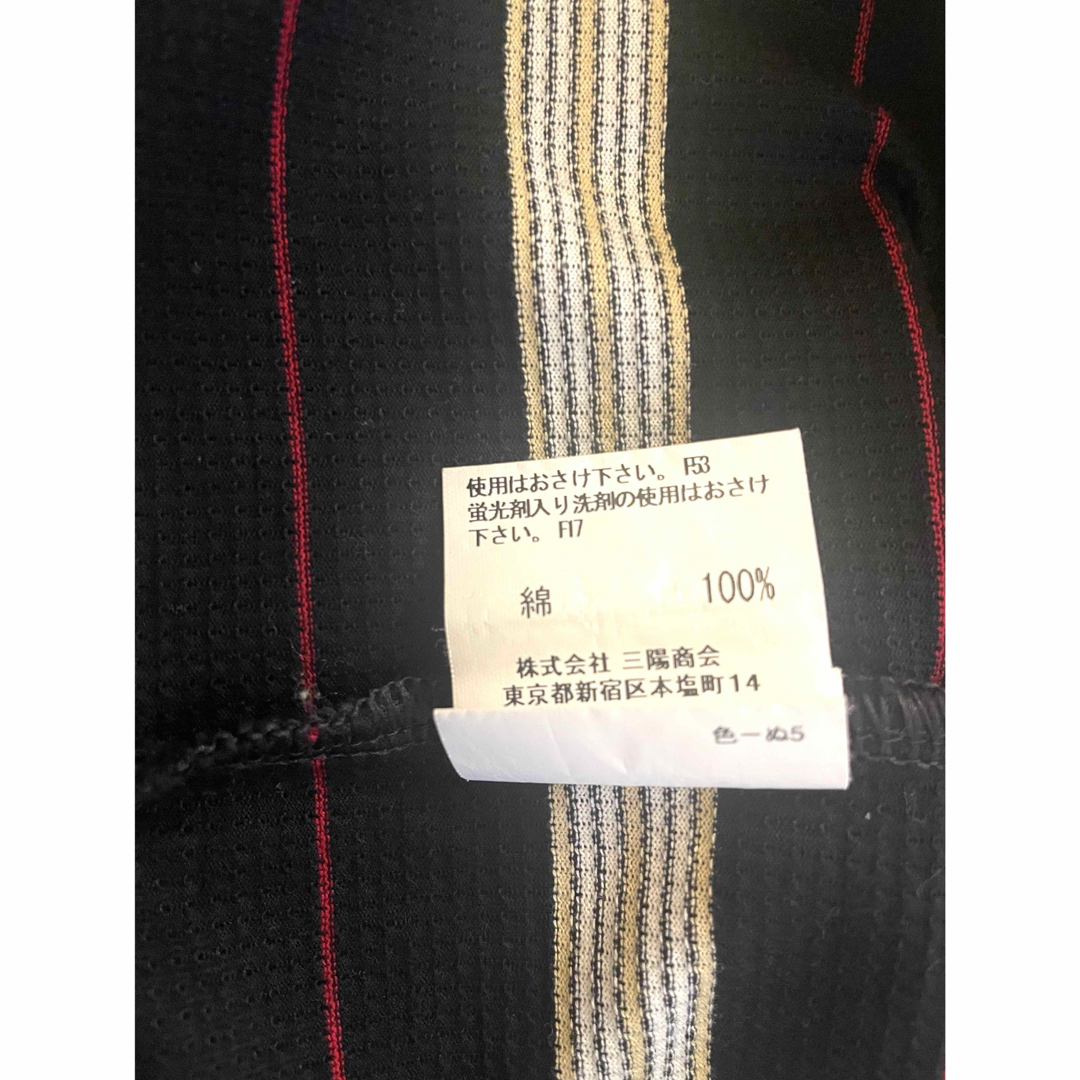 使用はおさけ下さい。 F53
蛍光剤入り洗剤の使用はおさけ
下さい。 F17
綿 100%
株式会社 三陽商会
東京都新宿区本塩町14
色ーぬ5